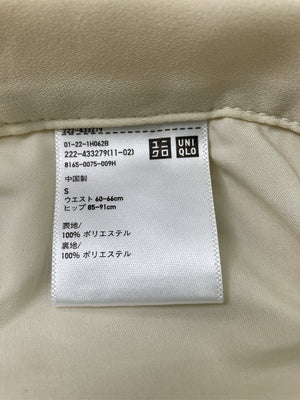 01-22-1H062B
222-433279(11-02)
8165-0075-009H
ユニクロ
UNIQLO
中国製
S
ウエスト 60-66cm
ヒップ 85-91cm
表地/
100% ポリエステル
裏地/
100% ポリエステル